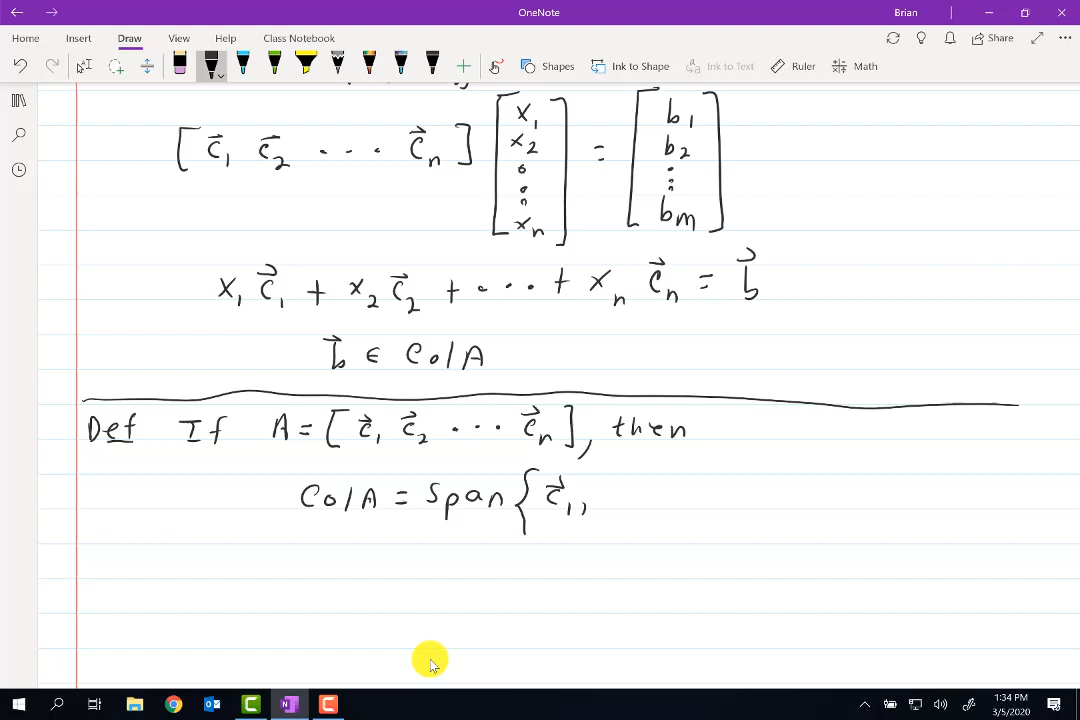 OneNote
Brian
Home Insert Draw View Help Class Notebook Share
Shapes Ink to Shape Ink to Text Ruler Math
[ c⃗₁ c⃗₂ ... c⃗ₙ ] [ x₁ x₂ ⋮ xₙ ] = [ b₁ b₂ ⋮ bₘ ]
x₁ c⃗₁ + x₂ c⃗₂ + ... + xₙ c⃗ₙ = b⃗
b⃗ ∈ Col A
Def If A = [ c⃗₁ c⃗₂ ... c⃗ₙ ], then
Col A = Span { c⃗₁,
1:34 PM
3/5/2020